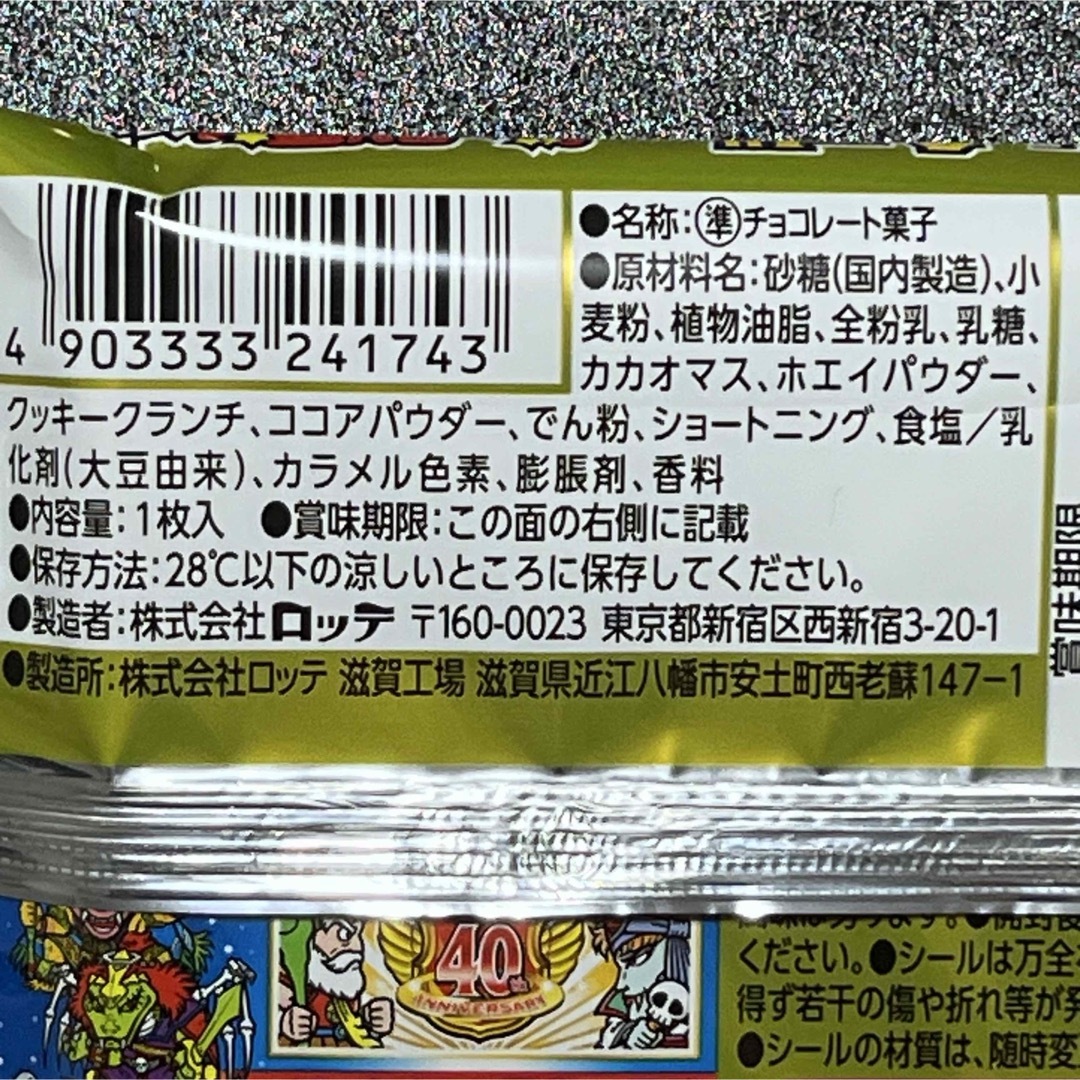 ●名称:㊟チョコレート菓子
●原材料名:砂糖(国内製造)、小
麦粉、植物油脂、全粉乳、乳糖、
カカオマス、ホエイパウダー、
クッキークランチ、ココアパウダー、でん粉、ショートニング、食塩/乳
化剤(大豆由来)、カラメル色素、膨脹剤、香料
4 903333 241743
●内容量:1枚入 ●賞味期限:この面の右側に記載
●保存方法:28℃以下の涼しいところに保存してください。
●製造者:株式会社ロッテ 〒160-0023 東京都新宿区西新宿3-20-1
●製造所:株式会社ロッテ 滋賀工場 滋賀県近江八幡市安土町西老蘇147-1
賞味期限
40
ANNIVERSARY
ください。●シールは万全
得ず若干の傷や折れ等が
●シールの材質は、随時変